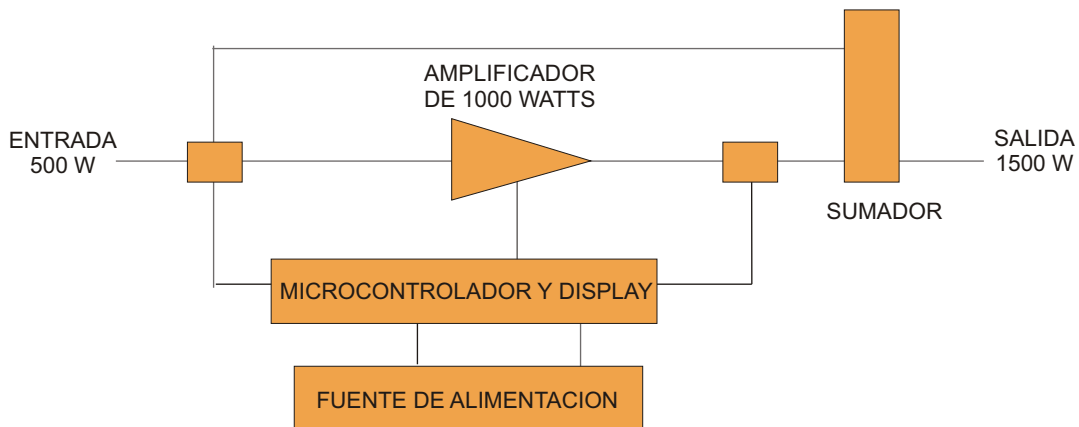 AMPLIFICADOR
DE 1000 WATTS
ENTRADA
500 W
SALIDA
1500 W
SUMADOR
MICROCONTROLADOR Y DISPLAY
FUENTE DE ALIMENTACION